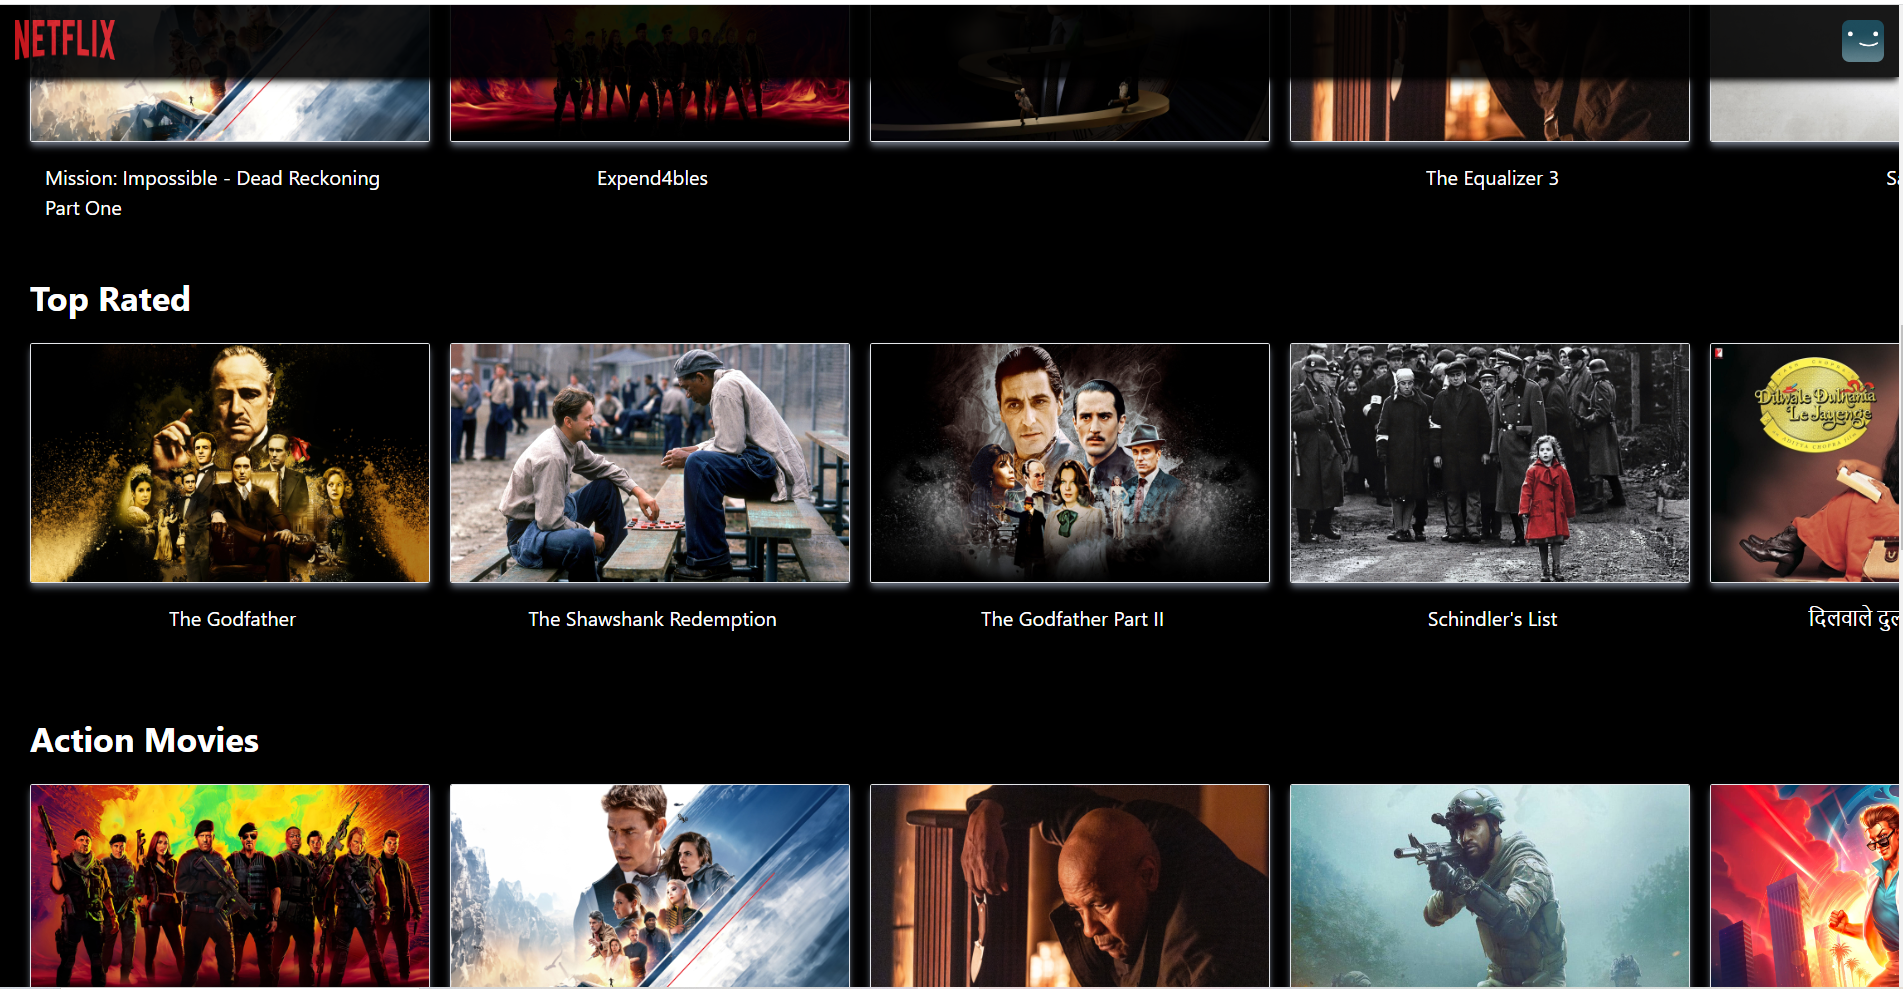 NETFLIX
Mission: Impossible - Dead Reckoning
Part One
Expend4bles
The Equalizer 3
Top Rated
Dilwale Dulhania
Le Jayenge
The Godfather
The Shawshank Redemption
The Godfather Part II
Schindler's List
दिलवाले
Action Movies